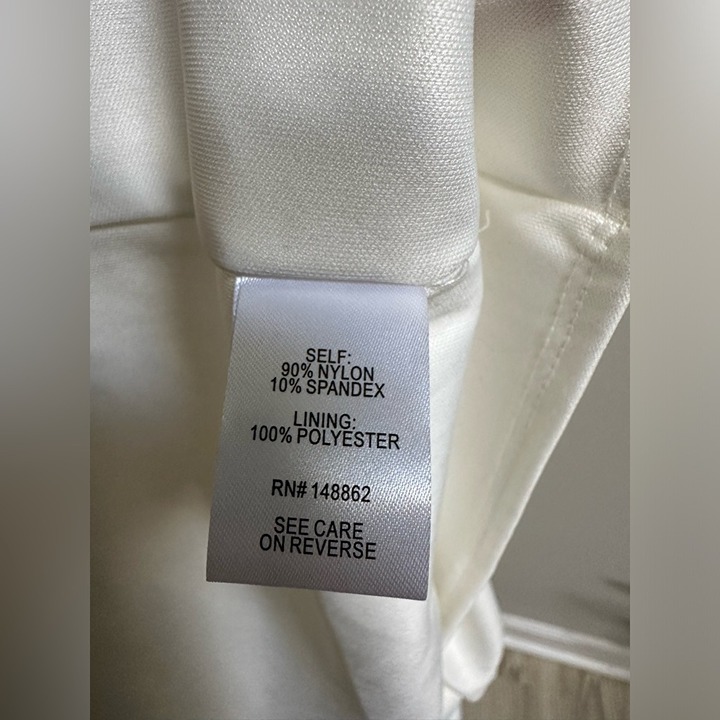 SELF:
90% NYLON
10% SPANDEX
LINING:
100% POLYESTER
RN# 148862
SEE CARE
ON REVERSE